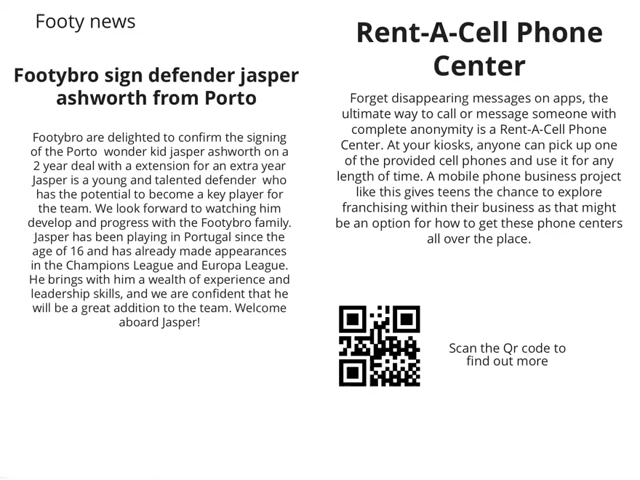 Footy news
Footybro sign defender jasper
ashworth from Porto
Footybro are delighted to confirm the signing
of the Porto  wonder kid jasper ashworth on a
2 year deal with a extension for an extra year
Jasper is a young and talented defender  who
has the potential to become a key player for
the team. We look forward to watching him
develop and progress with the Footybro family.
Jasper has been playing in Portugal since the
age of 16 and has already made appearances
in the Champions League and Europa League.
He brings with him a wealth of experience and
leadership skills, and we are confident that he
will be a great addition to the team. Welcome
aboard Jasper!
Rent-A-Cell Phone
Center
Forget disappearing messages on apps, the
ultimate way to call or message someone with
complete anonymity is a Rent-A-Cell Phone
Center. At your kiosks, anyone can pick up one
of the provided cell phones and use it for any
length of time. A mobile phone business project
like this gives teens the chance to explore
franchising within their business as that might
be an option for how to get these phone centers
all over the place.
Scan the Qr code to
find out more